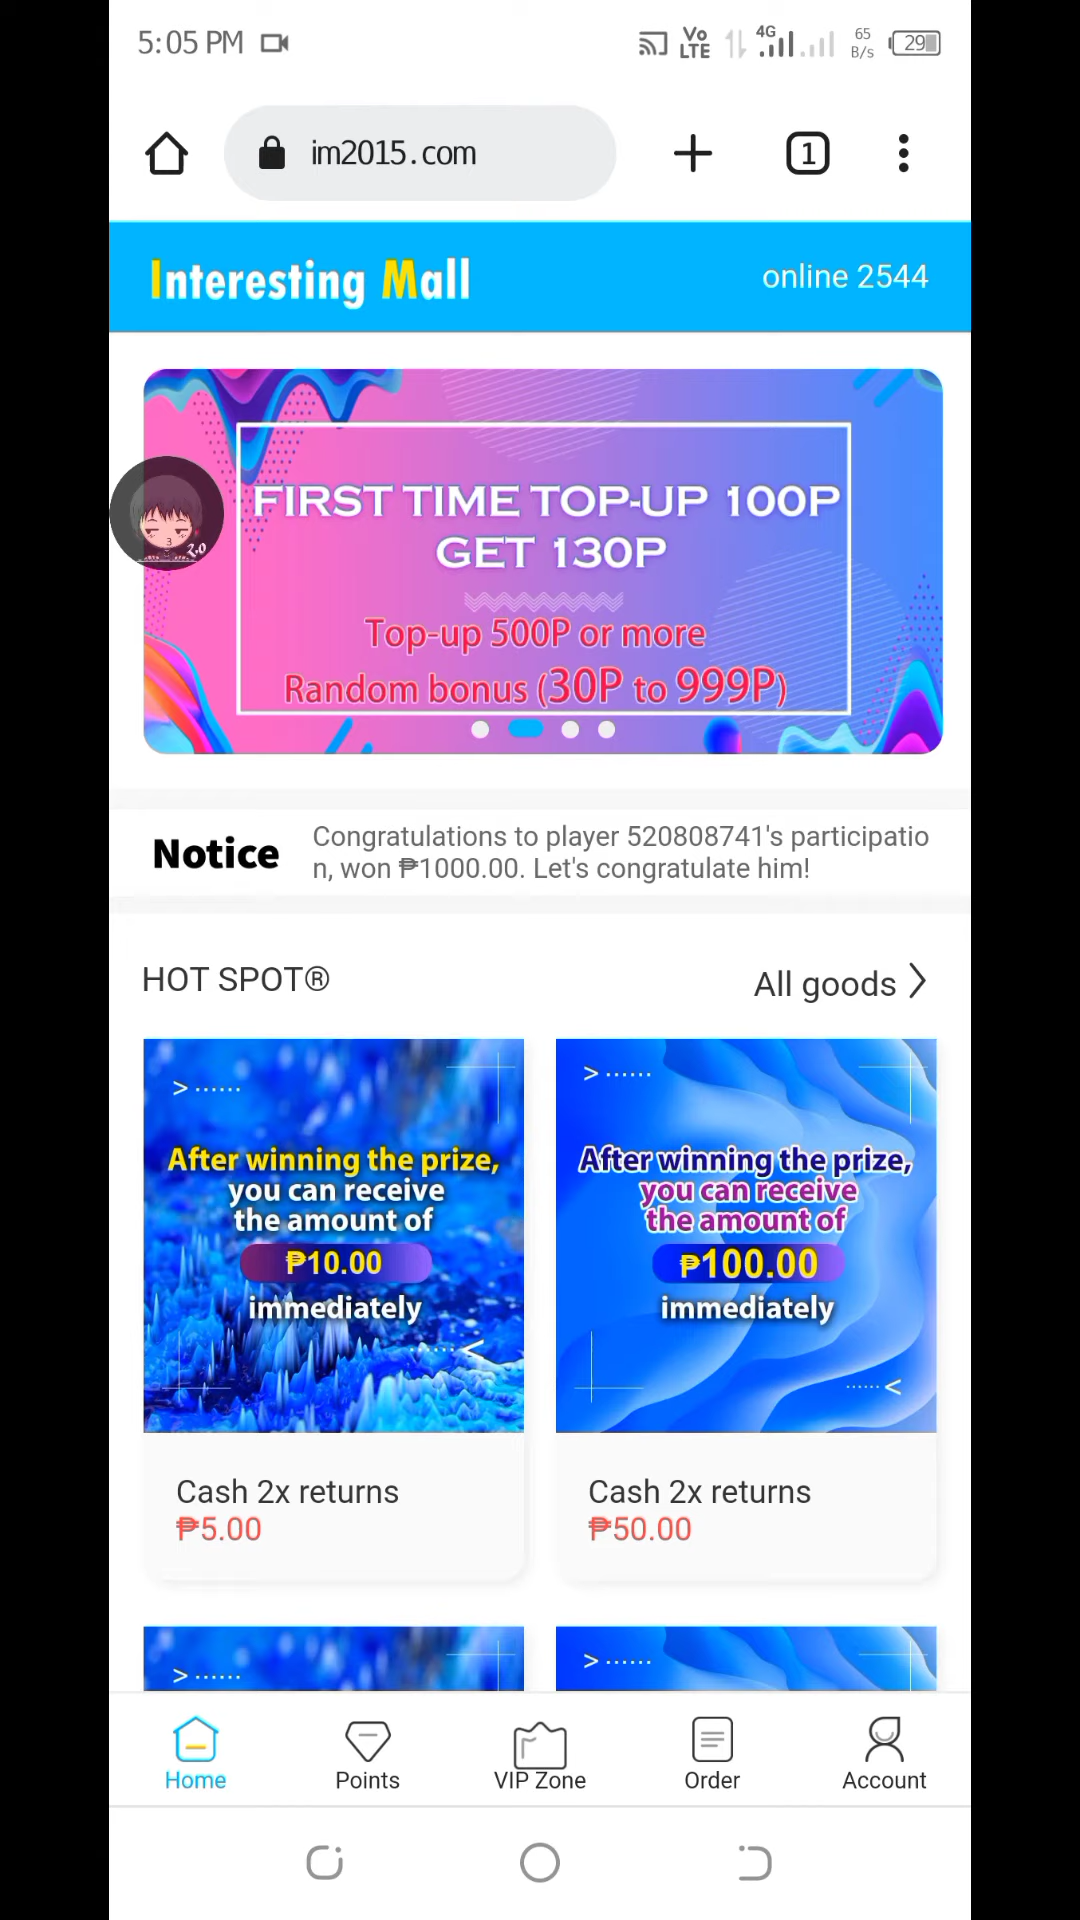 5:05 PM
Vo LTE 4G 65 B/s 29
im2015.com
1
Interesting Mall
online 2544
FIRST TIME TOP-UP 100P
GET 130P
Top-up 500P or more
Random bonus (30P to 999P)
2.0
Notice
Congratulations to player 520808741's participatio
n, won ₱1000.00. Let's congratulate him!
HOT SPOT®
All goods
After winning the prize,
you can receive
the amount of
₱10.00
immediately
After winning the prize,
you can receive
the amount of
₱100.00
immediately
Cash 2x returns
₱5.00
Cash 2x returns
₱50.00
Home
Points
VIP Zone
Order
Account